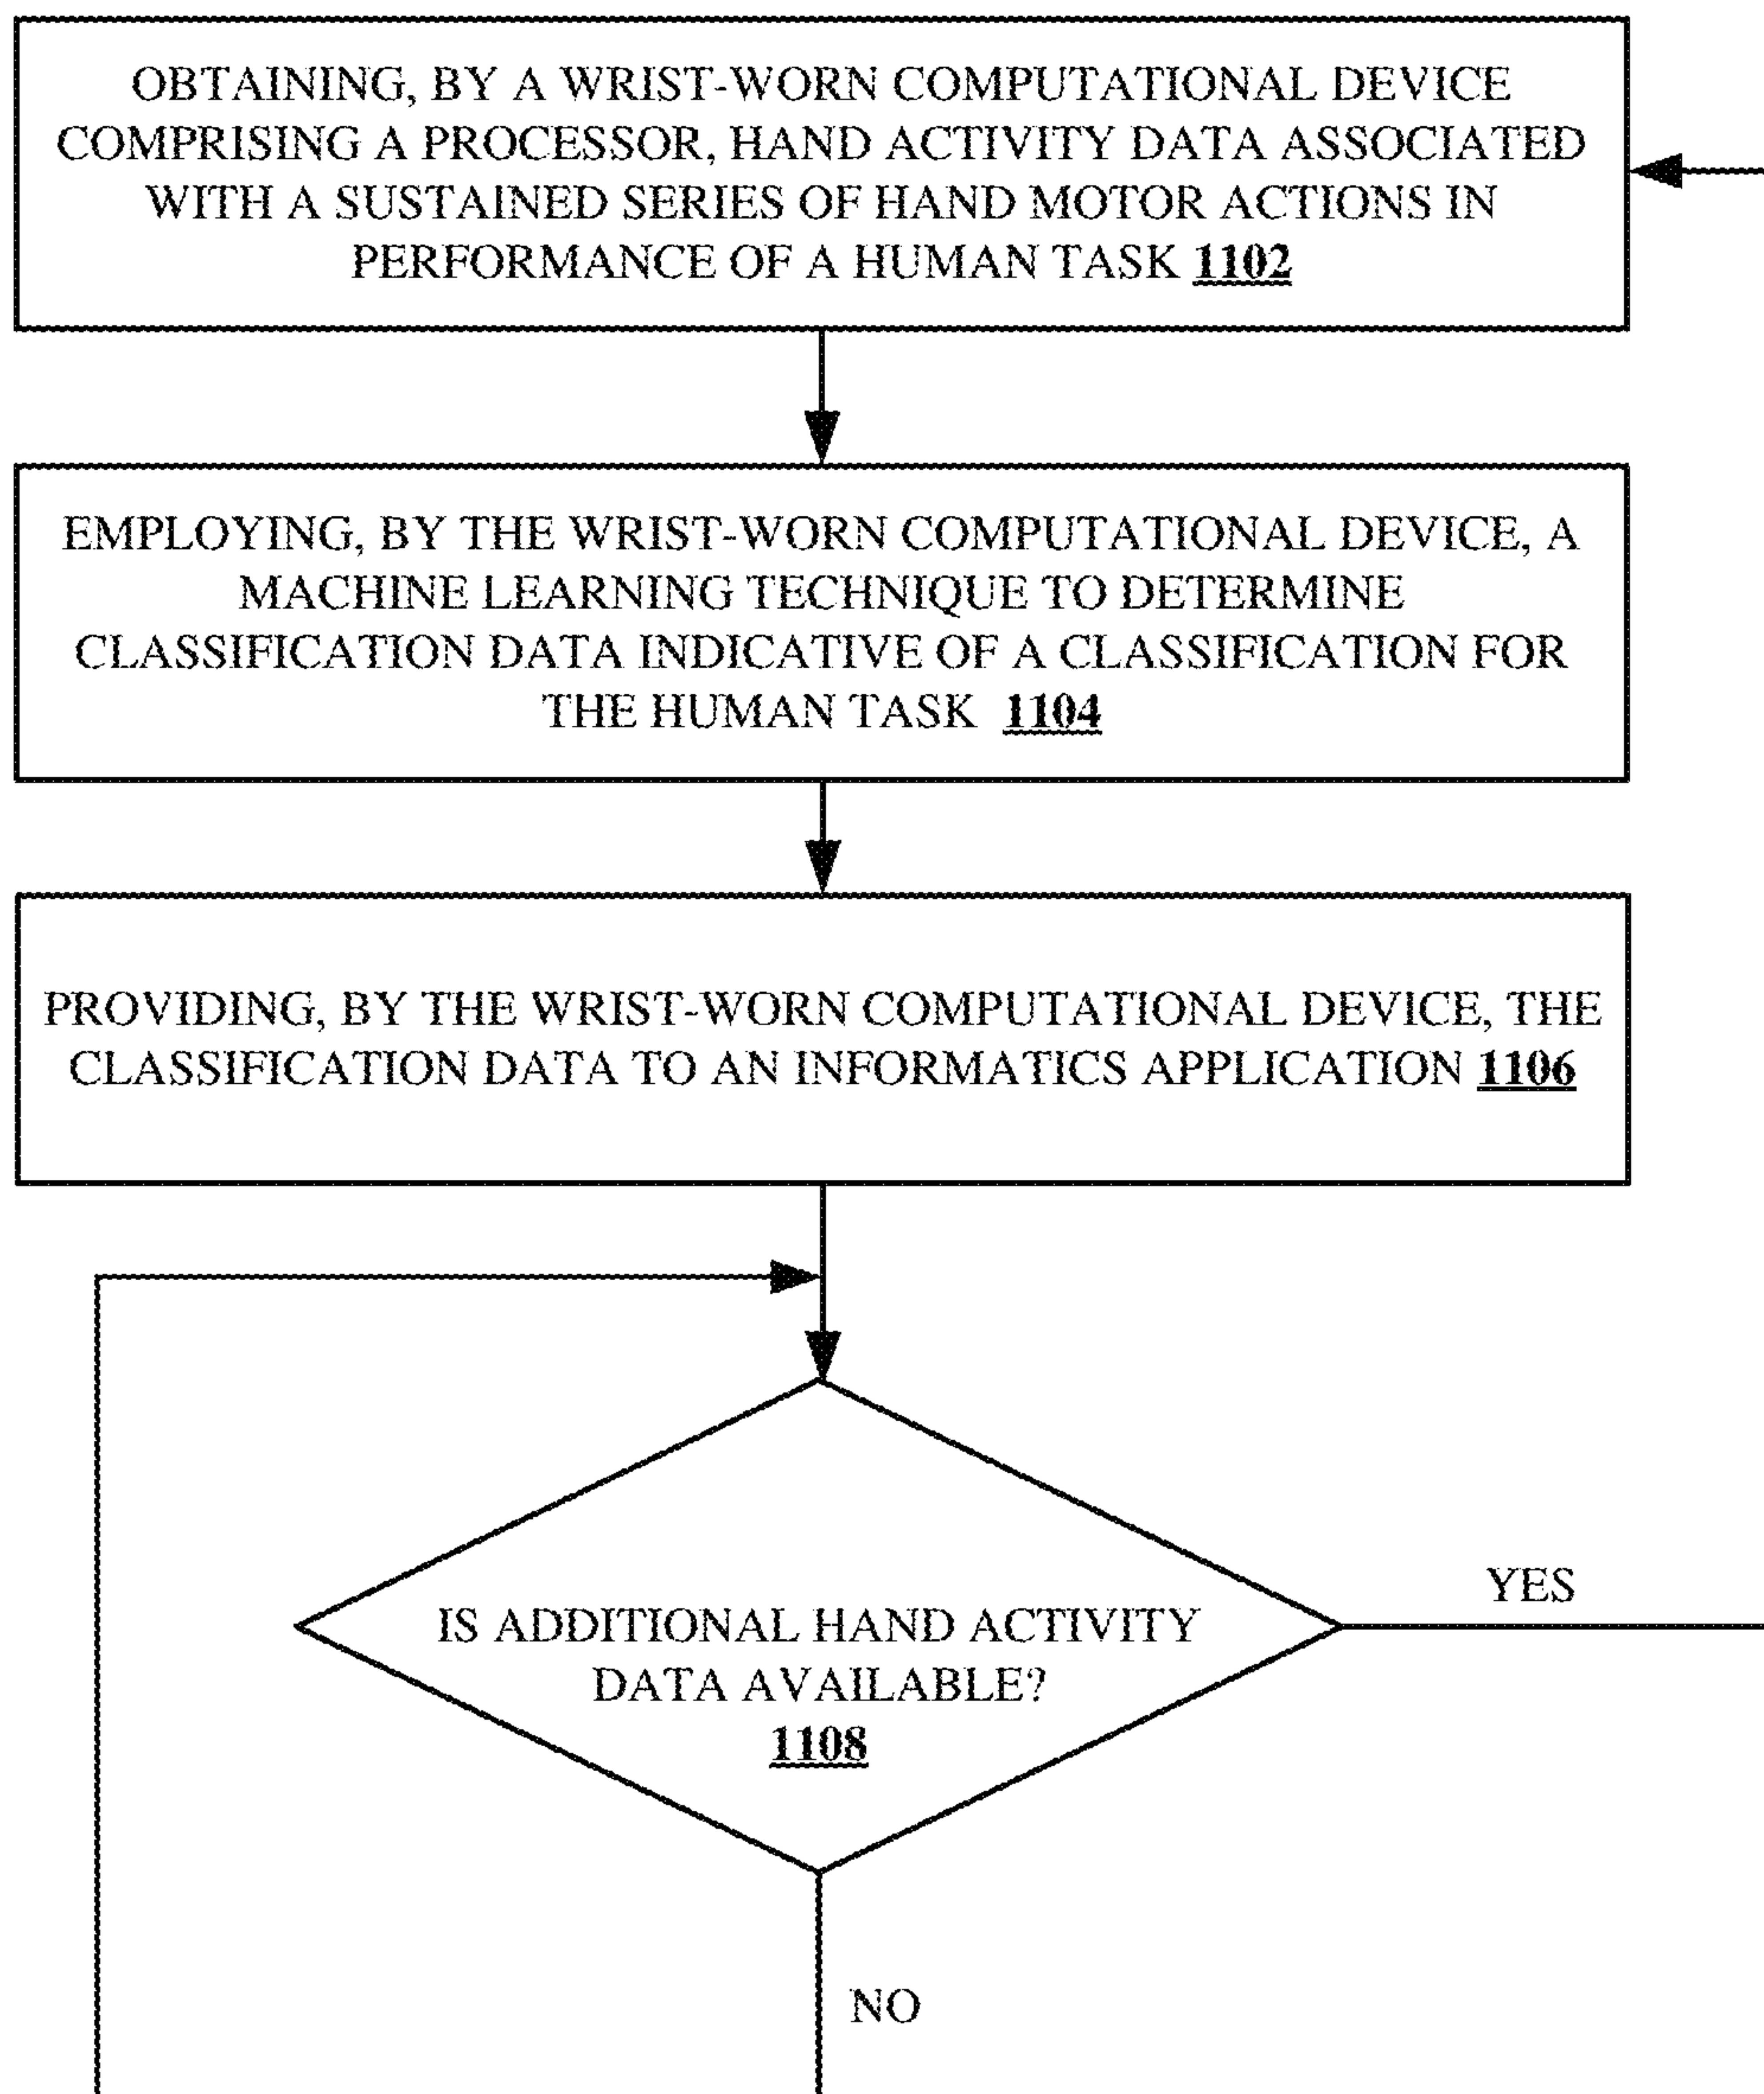 OBTAINING, BY A WRIST-WORN COMPUTATIONAL DEVICE
COMPRISING A PROCESSOR, HAND ACTIVITY DATA ASSOCIATED
WITH A SUSTAINED SERIES OF HAND MOTOR ACTIONS IN
PERFORMANCE OF A HUMAN TASK 1102
EMPLOYING, BY THE WRIST-WORN COMPUTATIONAL DEVICE, A
MACHINE LEARNING TECHNIQUE TO DETERMINE
CLASSIFICATION DATA INDICATIVE OF A CLASSIFICATION FOR
THE HUMAN TASK 1104
PROVIDING, BY THE WRIST-WORN COMPUTATIONAL DEVICE, THE
CLASSIFICATION DATA TO AN INFORMATICS APPLICATION 1106
YES
IS ADDITIONAL HAND ACTIVITY
DATA AVAILABLE?
1108
NO